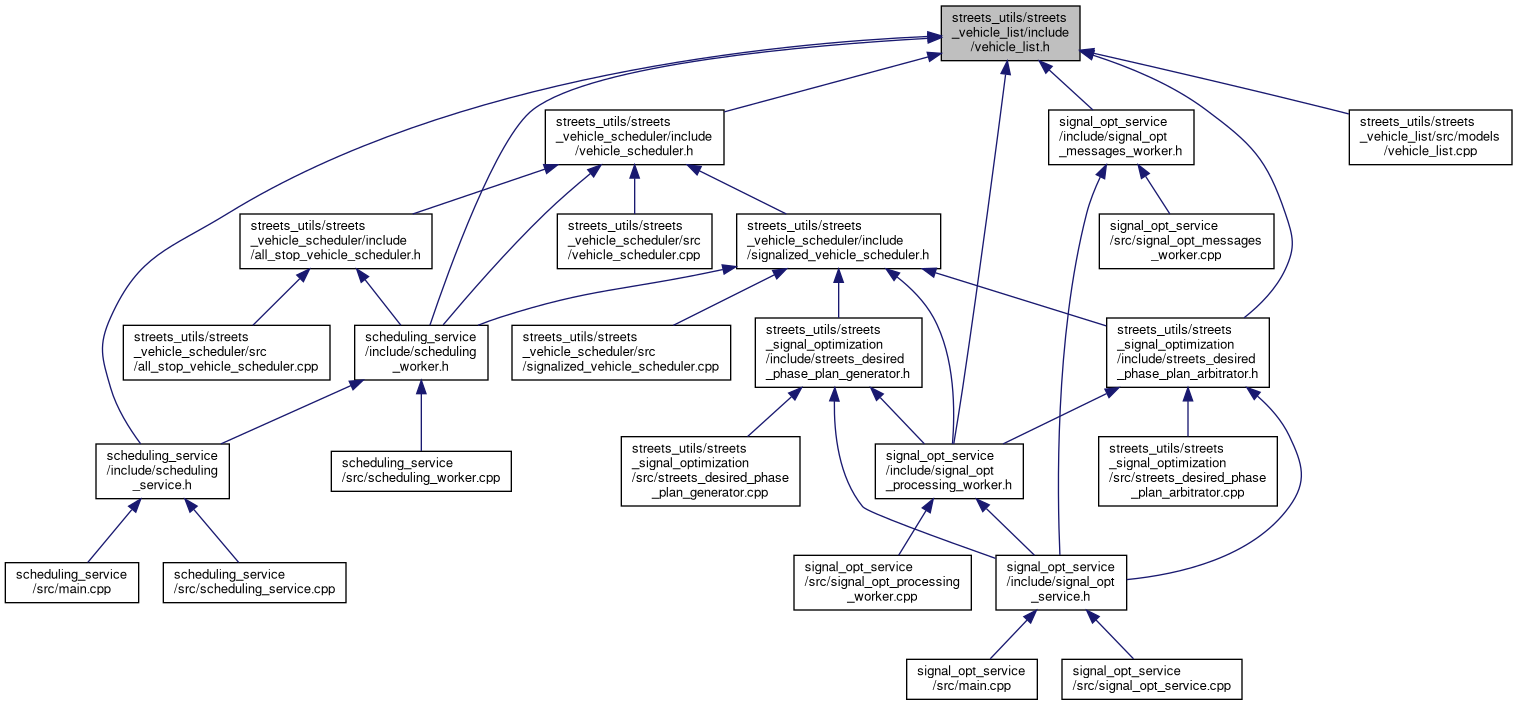 streets_utils/streets
_vehicle_list/include
/vehicle_list.h
streets_utils/streets
_vehicle_scheduler/include
/vehicle_scheduler.h
signal_opt_service
/include/signal_opt
_messages_worker.h
streets_utils/streets
_vehicle_list/src/models
/vehicle_list.cpp
streets_utils/streets
_vehicle_scheduler/include
/all_stop_vehicle_scheduler.h
streets_utils/streets
_vehicle_scheduler/src
/vehicle_scheduler.cpp
streets_utils/streets
_vehicle_scheduler/include
/signalized_vehicle_scheduler.h
signal_opt_service
/src/signal_opt_messages
_worker.cpp
streets_utils/streets
_vehicle_scheduler/src
/all_stop_vehicle_scheduler.cpp
scheduling_service
/include/scheduling
_worker.h
streets_utils/streets
_vehicle_scheduler/src
/signalized_vehicle_scheduler.cpp
streets_utils/streets
_signal_optimization
/include/streets_desired
_phase_plan_generator.h
streets_utils/streets
_signal_optimization
/include/streets_desired
_phase_plan_arbitrator.h
scheduling_service
/include/scheduling
_service.h
scheduling_service
/src/scheduling_worker.cpp
streets_utils/streets
_signal_optimization
/src/streets_desired_phase
_plan_generator.cpp
signal_opt_service
/include/signal_opt
_processing_worker.h
streets_utils/streets
_signal_optimization
/src/streets_desired_phase
_plan_arbitrator.cpp
scheduling_service
/src/main.cpp
scheduling_service
/src/scheduling_service.cpp
signal_opt_service
/src/signal_opt_processing
_worker.cpp
signal_opt_service
/include/signal_opt
_service.h
signal_opt_service
/src/main.cpp
signal_opt_service
/src/signal_opt_service.cpp